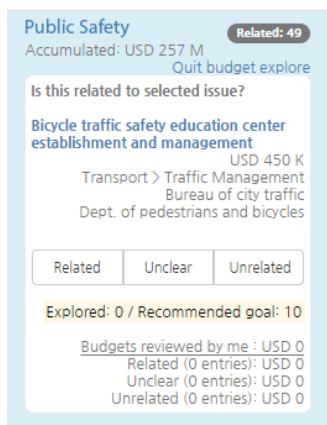 Public Safety
Related: 49
Accumulated: USD 257 M
Quit budget explore
Is this related to selected issue?
Bicycle traffic safety education center
establishment and management
USD 450 K
Transport > Traffic Management
Bureau of city traffic
Dept. of pedestrians and bicycles
Related
Unclear
Unrelated
Explored: 0 / Recommended goal: 10
Budgets reviewed by me : USD 0
Related (0 entries): USD 0
Unclear (0 entries): USD 0
Unrelated (0 entries): USD 0